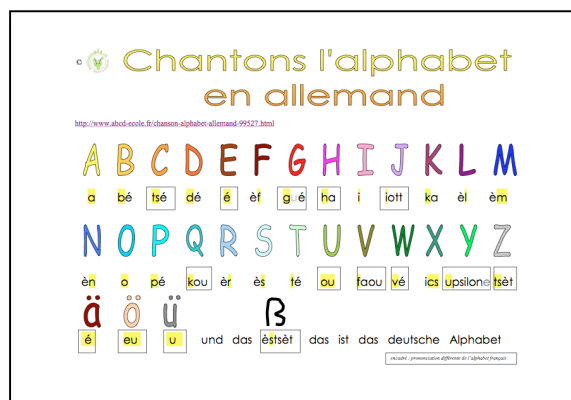 © Chantons l'alphabet
en allemand
http://www.abcd-ecole.fr/chanson-alphabet-allemand-99527.html
A B C D E F G H I J K L M
a bé tsé dé é èf gué ha i iott ka èl èm
N O P Q R S T U V W X Y Z
èn o pé kou èr ès té ou faou vé ics upsilone tsèt
ä ö ü ß
é eu u und das èstsèt das ist das deutsche Alphabet
encadré : prononciation différente de l'alphabet français